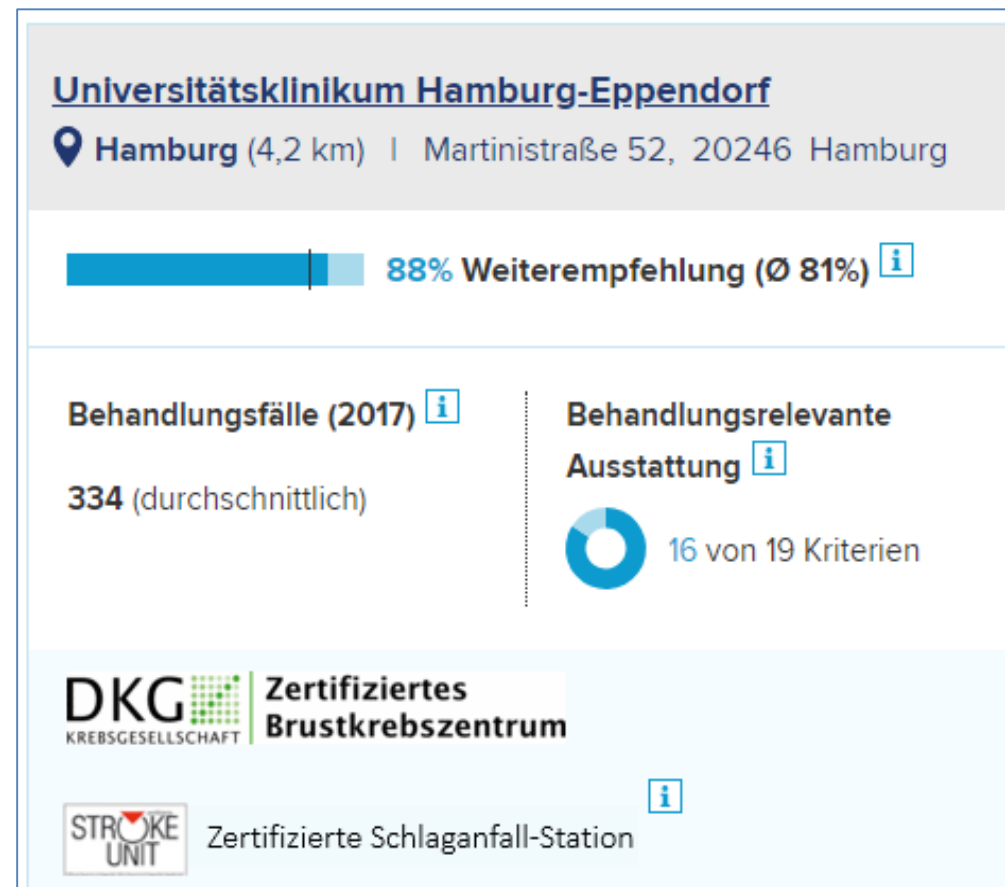 Universitätsklinikum Hamburg-Eppendorf
Hamburg (4,2 km) | Martinistraße 52, 20246 Hamburg
88% Weiterempfehlung (Ø 81%) i
Behandlungsfälle (2017) i
334 (durchschnittlich)
Behandlungsrelevante
Ausstattung i
16 von 19 Kriterien
DKG
KREBSGESELLSCHAFT
Zertifiziertes
Brustkrebszentrum
i
STROKE
UNIT
Zertifizierte Schlaganfall-Station